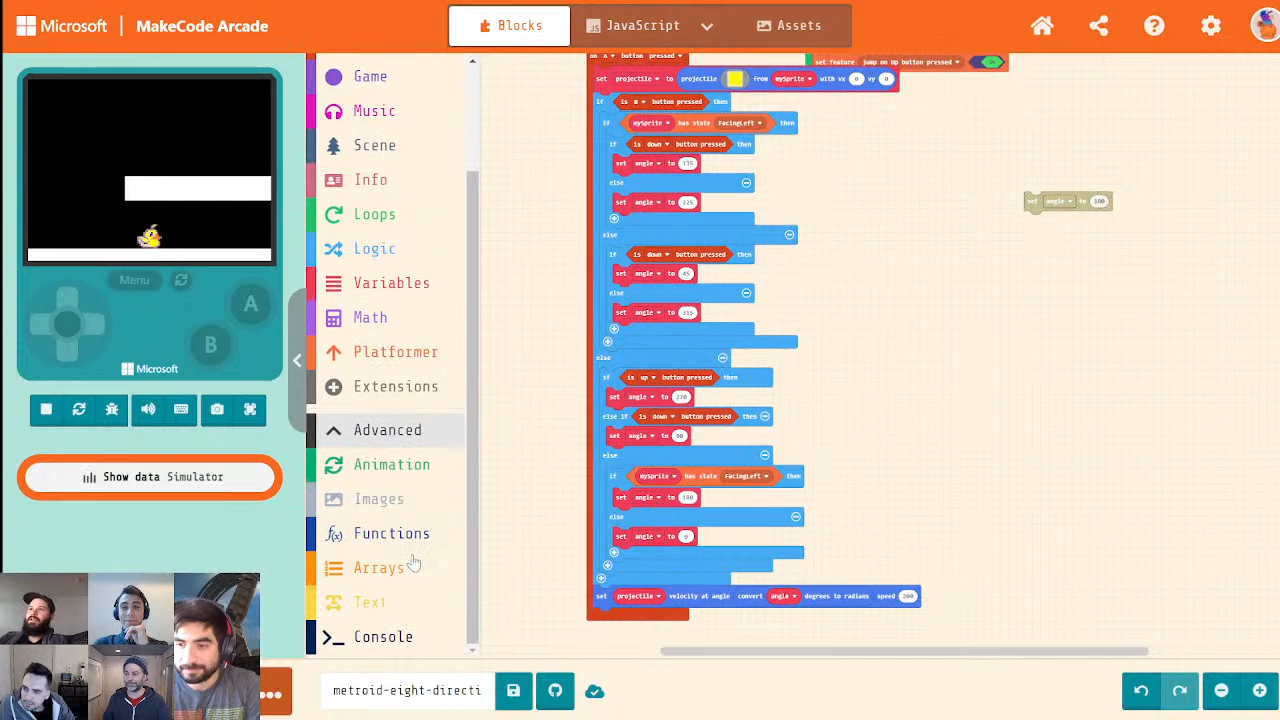 Microsoft
MakeCode Arcade
Blocks
JavaScript
Assets
Menu
A
B
Microsoft
Show data Simulator
Game
Music
Scene
Info
Loops
Logic
Variables
Math
Platformer
Extensions
Advanced
Animation
Images
Functions
Arrays
Text
Console
on A button pressed
set feature jump on Up button pressed
set projectile to projectile from mySprite with vx 0 vy 0
if is button pressed then
if mySprite has state FacingLeft then
if is down button pressed then
set angle to 135
else
set angle to 225
else
if is down button pressed then
set angle to 45
else
set angle to 315
else
if is up button pressed then
set angle to 270
else if is down button pressed then
set angle to 90
else
if mySprite has state FacingLeft then
set angle to 180
else
set angle to 0
set projectile velocity at angle convert angle degrees to radians speed 200
set angle to 180
metroid-eight-directi